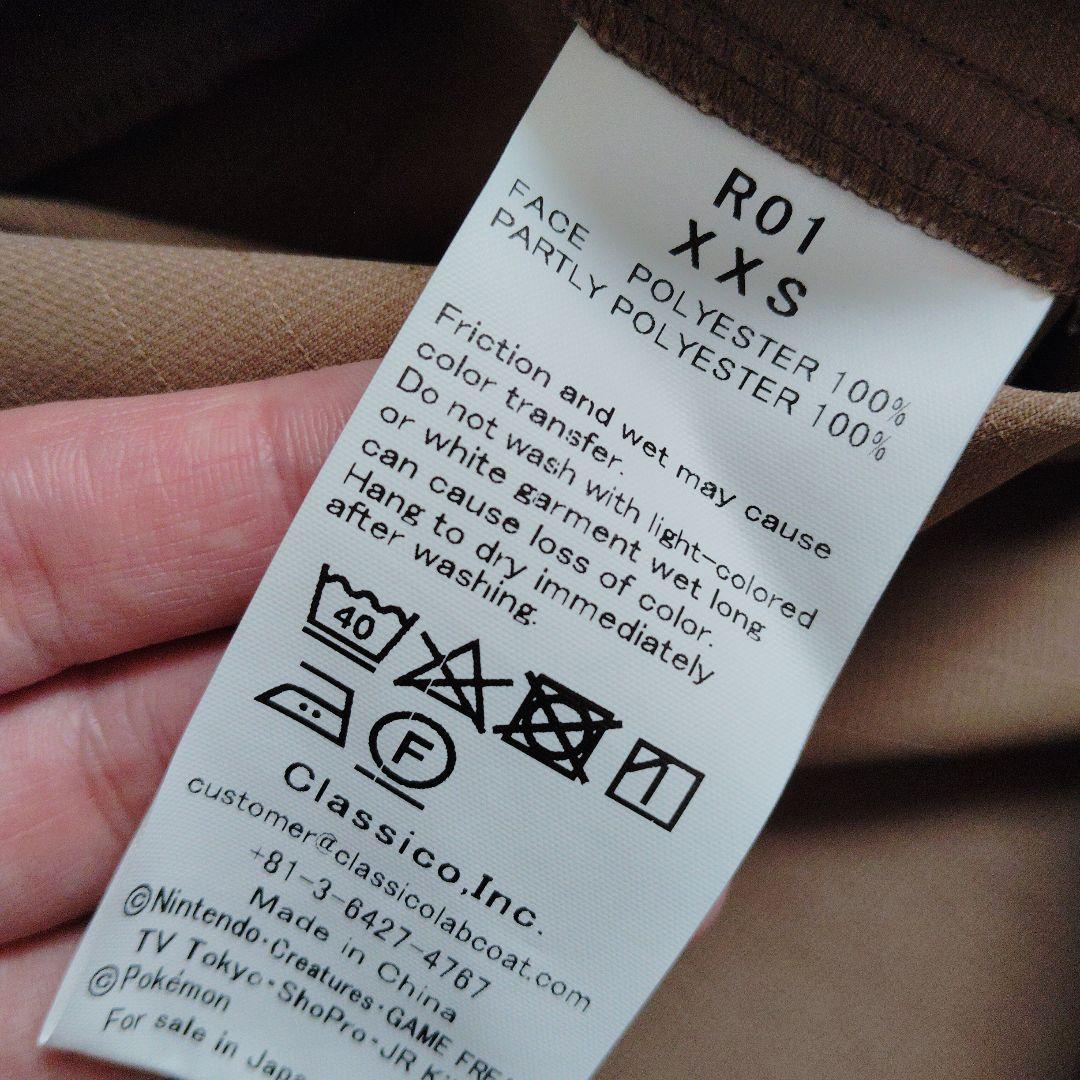 R01
XXS
FACE POLYESTER 100%
PARTLY POLYESTER 100%
Friction and wet may cause
color transfer.
Do not wash with light-colored
or white garment wet long
can cause loss of color.
Hang to dry immediately
after washing.
40
F
Classico,Inc.
customer@classicolabcoat.com
+81-3-6427-4767
Made in China
©Nintendo・Creatures・GAME FREA
TV Tokyo・ShoPro・JR
©Pokémon
For sale in Japa